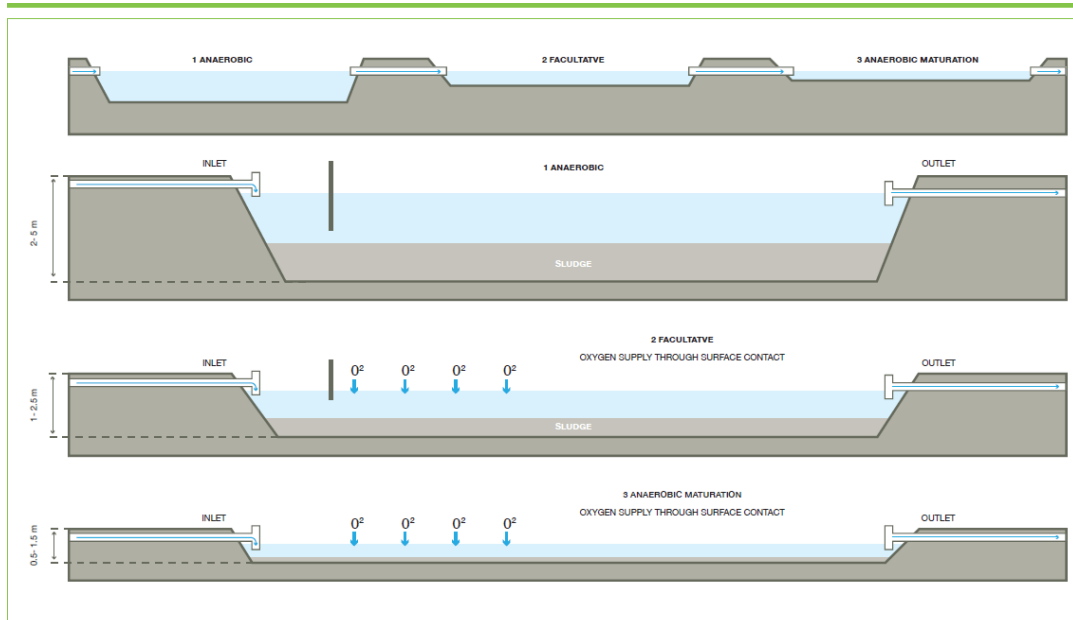 1 ANAEROBIC
2 FACULTATVE
3 ANAEROBIC MATURATION
INLET
1 ANAEROBIC
OUTLET
2- 5 m
SLUDGE
2 FACULTATVE
INLET
OXYGEN SUPPLY THROUGH SURFACE CONTACT
OUTLET
0² 0² 0² 0²
1 - 2.5 m
SLUDGE
3 ANAEROBIC MATURATION
INLET
OXYGEN SUPPLY THROUGH SURFACE CONTACT
OUTLET
0² 0² 0² 0²
0.5- 1.5 m